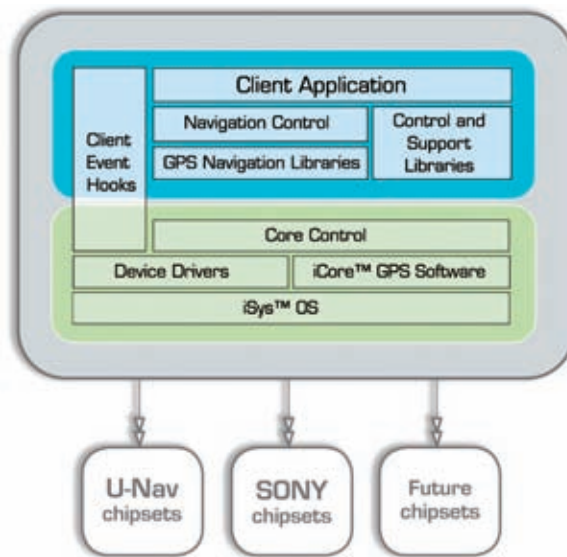 Client Application
Client
Event
Hooks
Navigation Control
GPS Navigation Libraries
Control and
Support
Libraries
Core Control
Device Drivers
iCore™ GPS Software
iSys™ OS
U-Nav
chipsets
SONY
chipsets
Future
chipsets